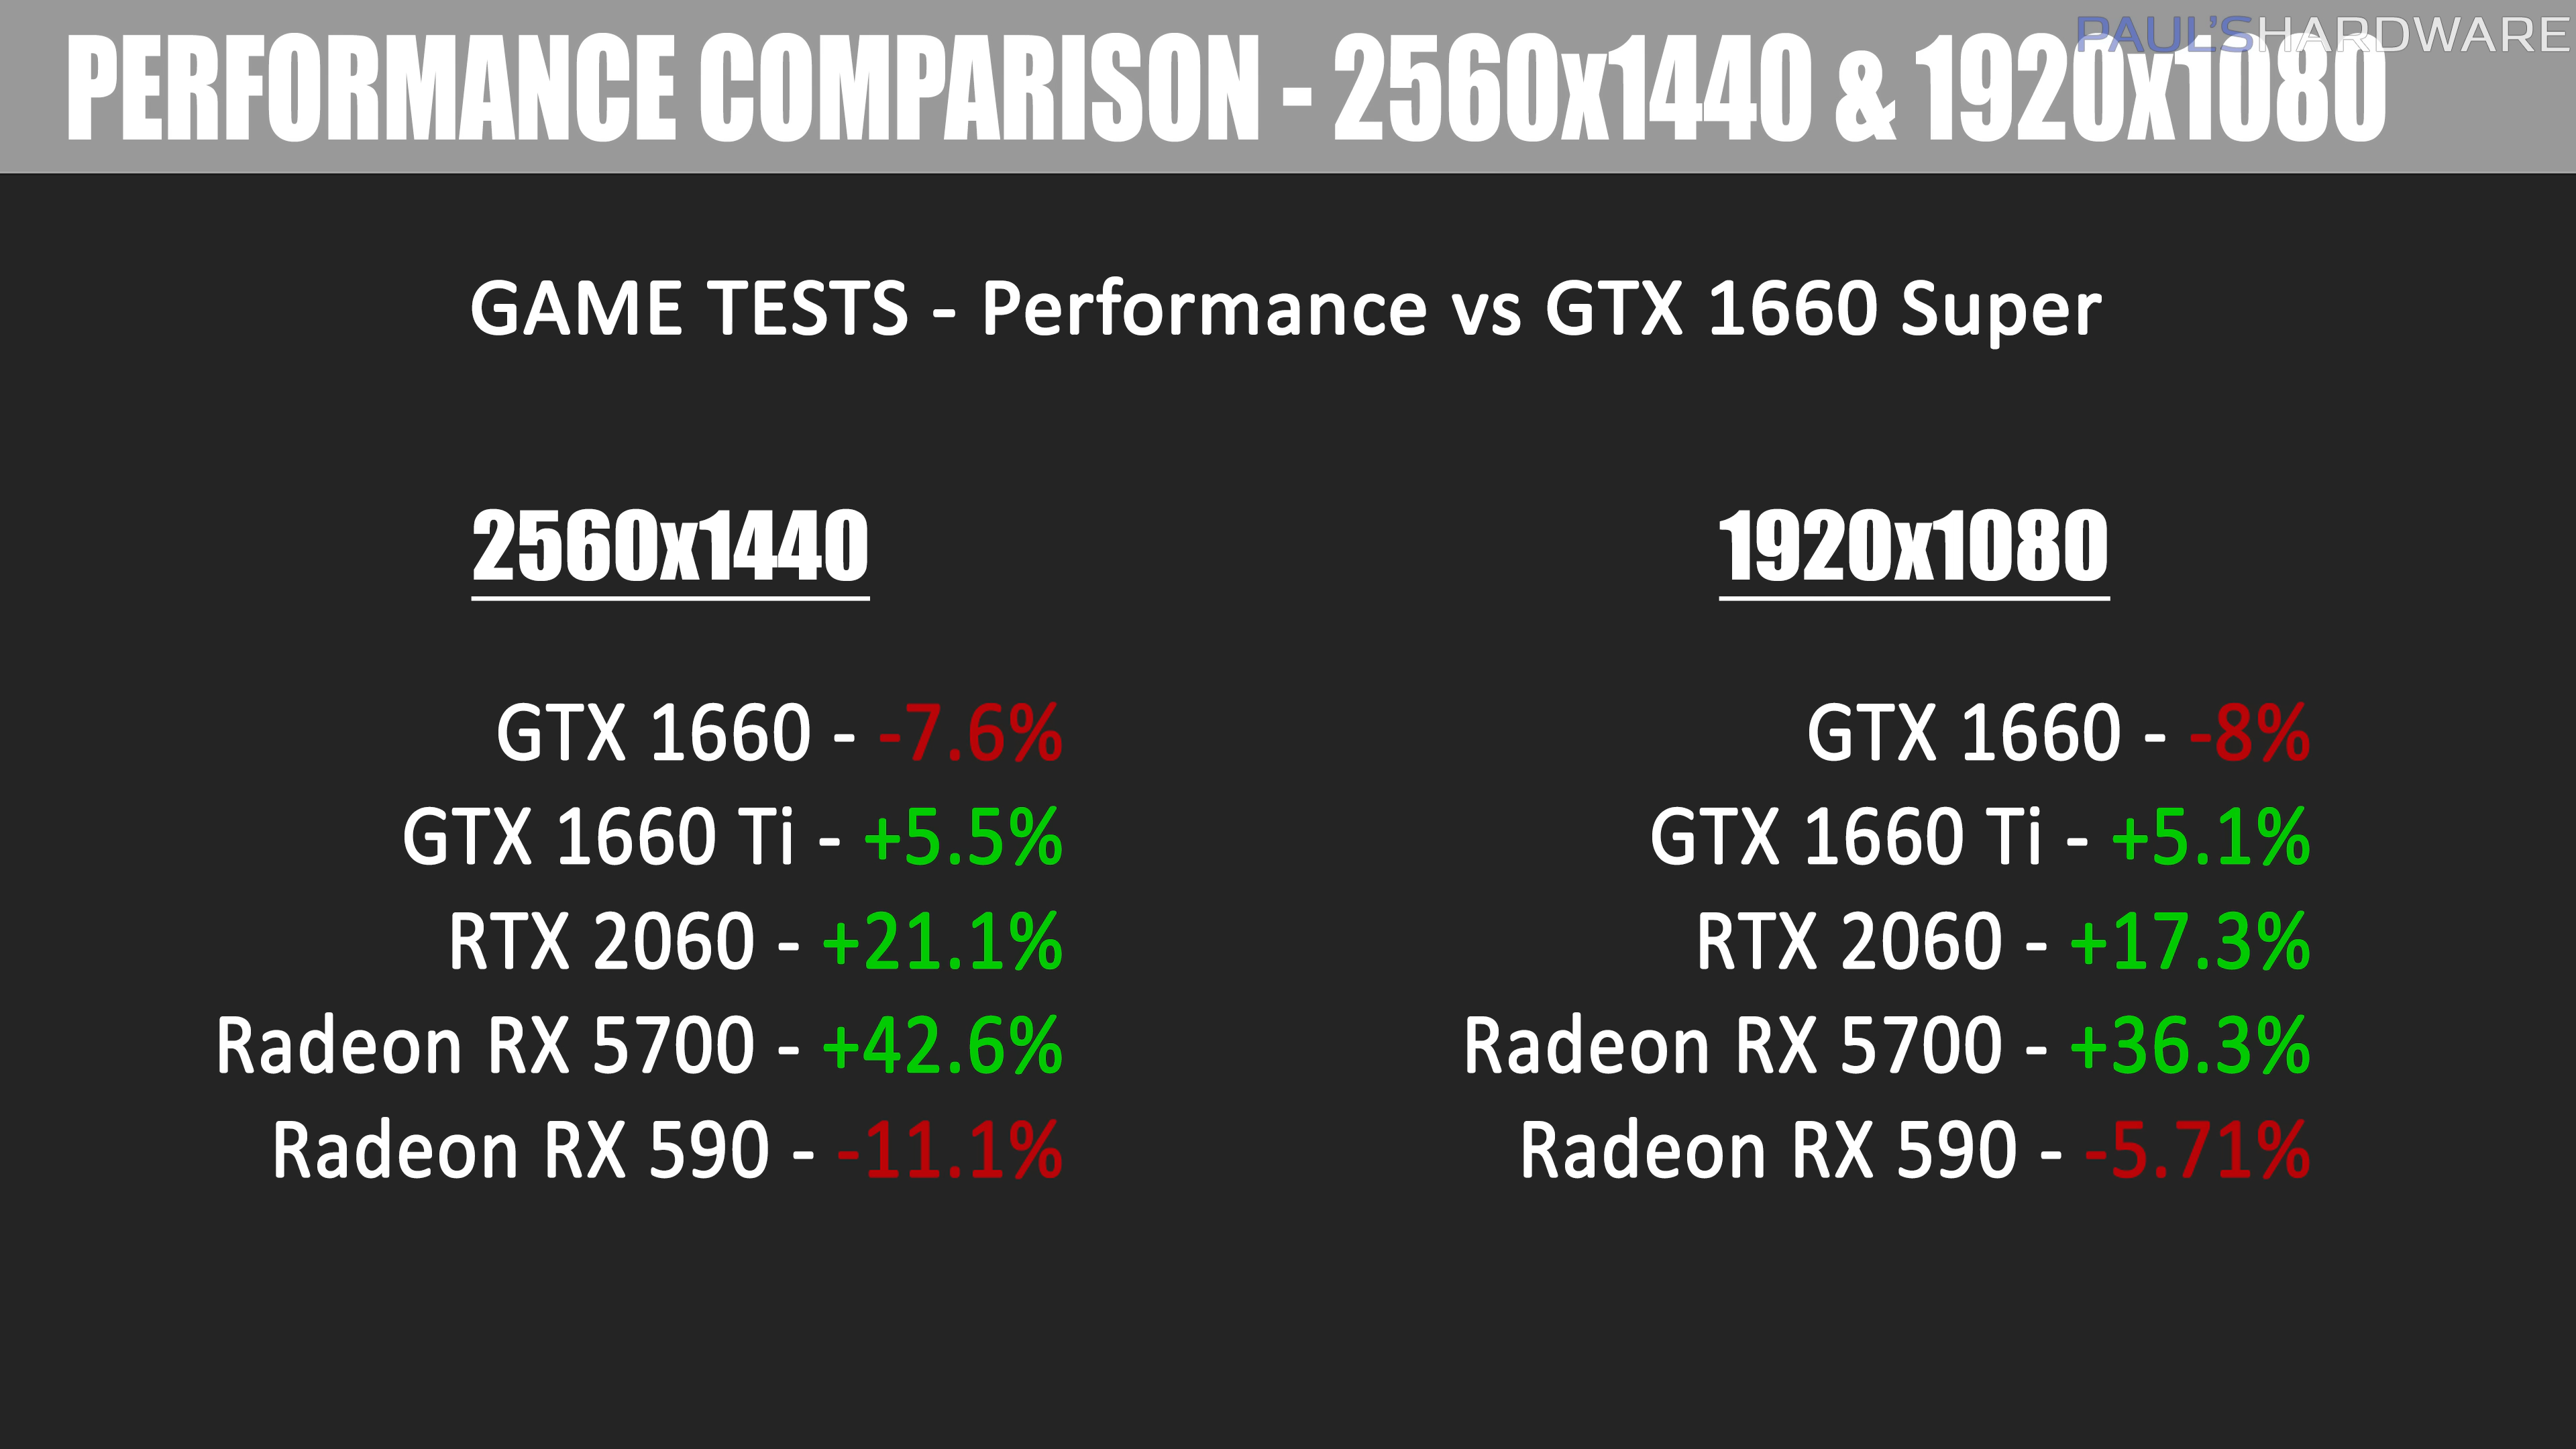 PAUL'SHARDWARE
PERFORMANCE COMPARISON - 2560x1440 & 1920x1080
GAME TESTS - Performance vs GTX 1660 Super
2560x1440
GTX 1660 - -7.6%
GTX 1660 Ti - +5.5%
RTX 2060 - +21.1%
Radeon RX 5700 - +42.6%
Radeon RX 590 - -11.1%
1920x1080
GTX 1660 - -8%
GTX 1660 Ti - +5.1%
RTX 2060 - +17.3%
Radeon RX 5700 - +36.3%
Radeon RX 590 - -5.71%